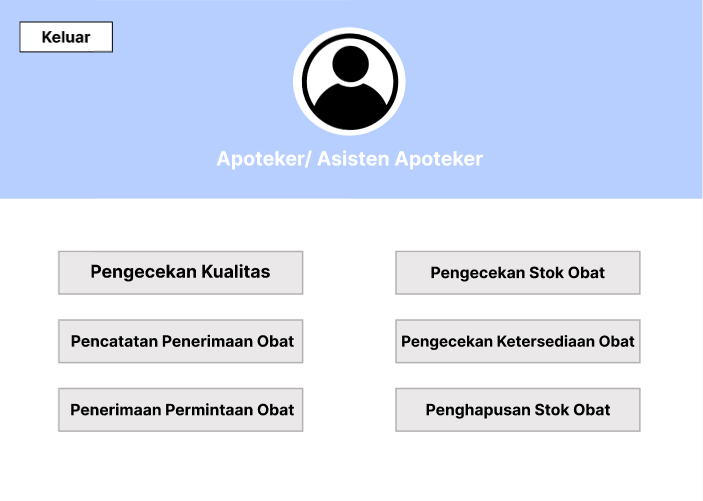 Keluar
Apoteker/ Asisten Apoteker
Pengecekan Kualitas
Pengecekan Stok Obat
Pencatatan Penerimaan Obat
Pengecekan Ketersediaan Obat
Penerimaan Permintaan Obat
Penghapusan Stok Obat